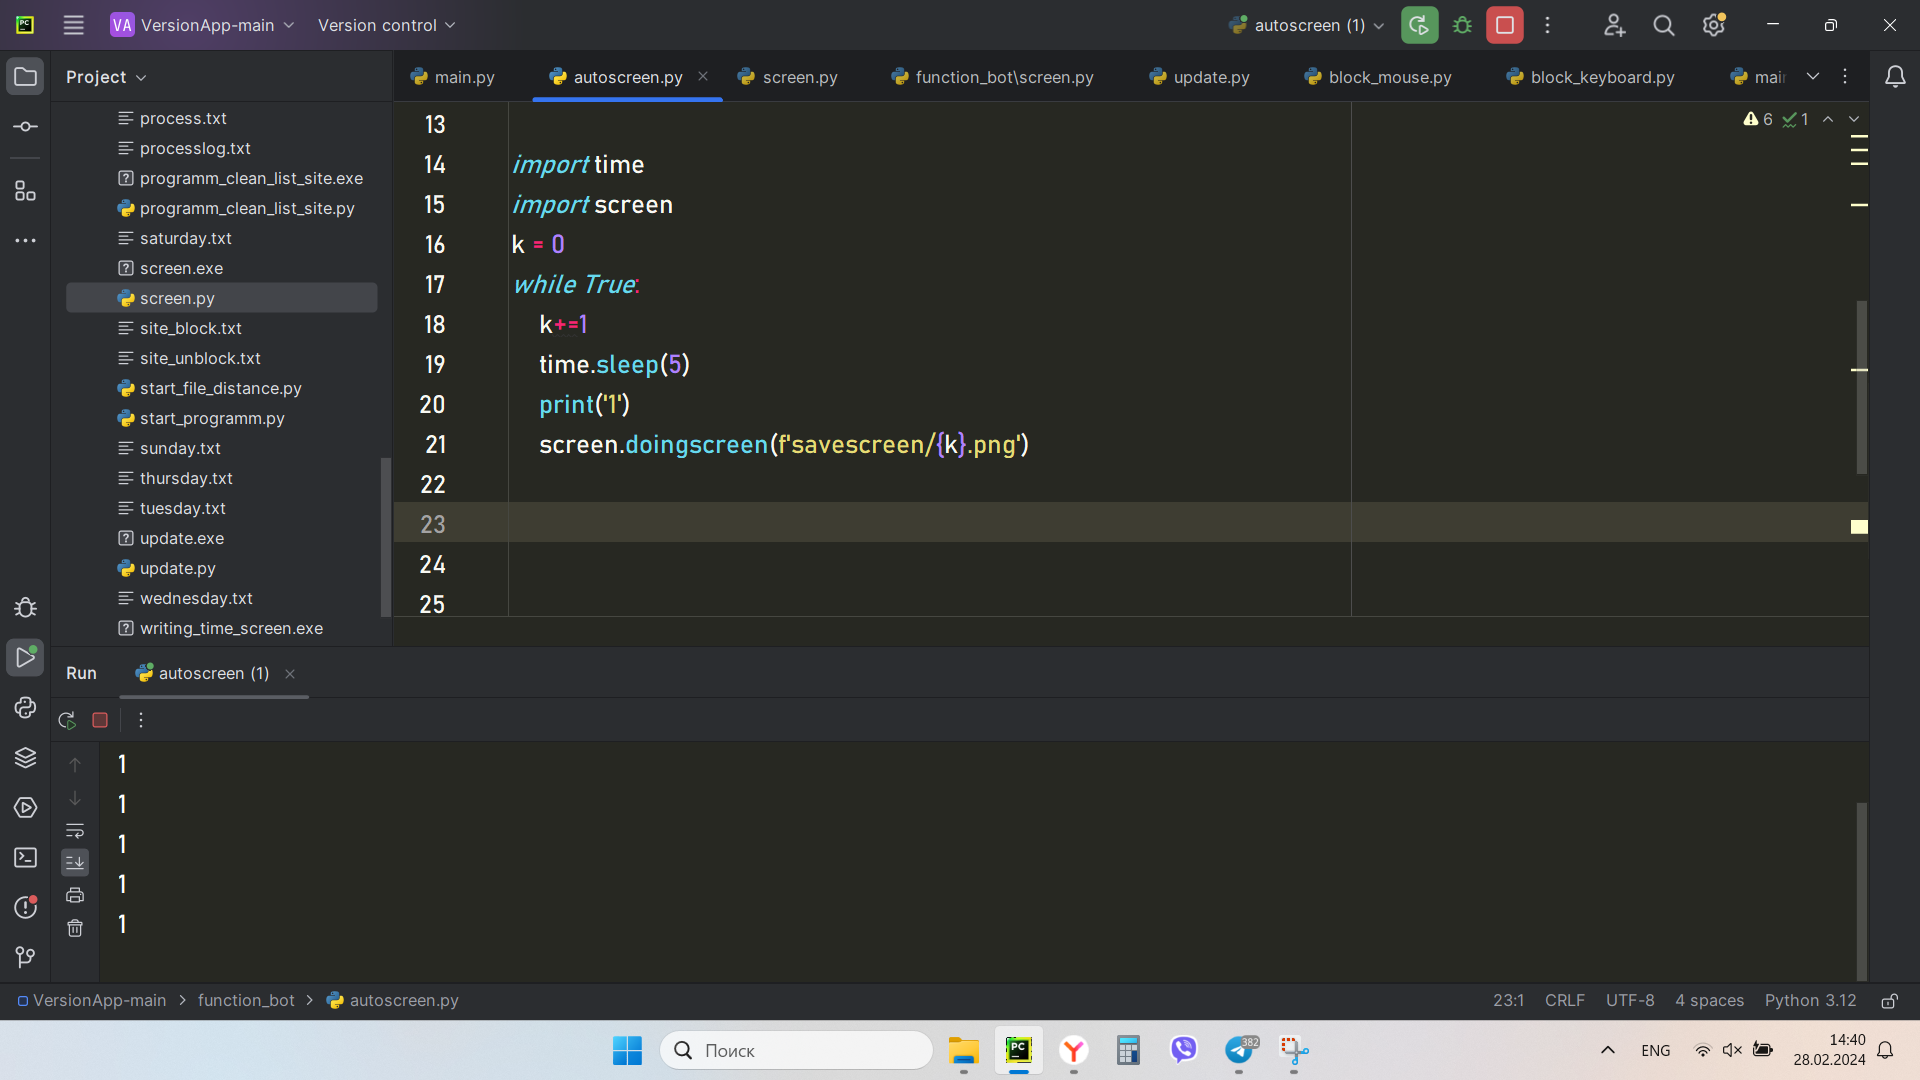 VA VersionApp-main Version control autoscreen (1)
Project
main.py autoscreen.py screen.py function_bot\screen.py update.py block_mouse.py block_keyboard.py mai
6 1
process.txt
processlog.txt
programm_clean_list_site.exe
programm_clean_list_site.py
saturday.txt
screen.exe
screen.py
site_block.txt
site_unblock.txt
start_file_distance.py
start_programm.py
sunday.txt
thursday.txt
tuesday.txt
update.exe
update.py
wednesday.txt
writing_time_screen.exe
13
14 import time
15 import screen
16 k = 0
17 while True:
18 k+=1
19 time.sleep(5)
20 print('1')
21 screen.doingscreen(f'savescreen/{k}.png')
22
23
24
25
Run autoscreen (1)
1
1
1
1
1
VersionApp-main > function_bot > autoscreen.py 23:1 CRLF UTF-8 4 spaces Python 3.12
Поиск
382
ENG
14:40
28.02.2024